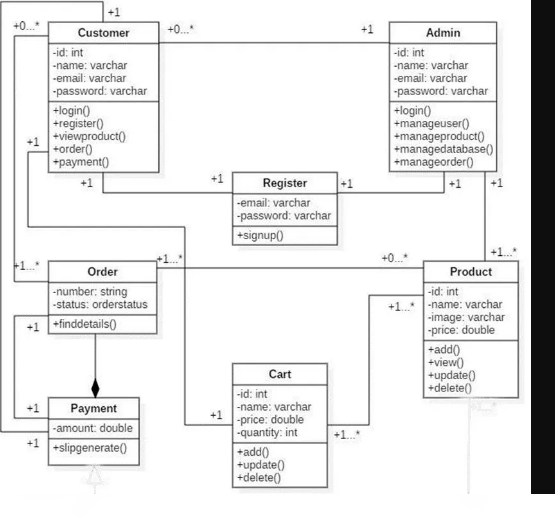 +1
+0...*
Customer
-id: int
-name: varchar
-email: varchar
-password: varchar
+login()
+register()
+viewproduct()
+order()
+payment()
+0...*
+1
Admin
-id: int
-name: varchar
-email: varchar
-password: varchar
+login()
+manageuser()
+manageproduct()
+managedatabase()
+manageorder()
+1
+1
+1
Register
-email: varchar
-password: varchar
+signup()
+1
+1
+1
+1...*
Order
-number: string
-status: orderstatus
+finddetails()
+1...*
+0...*
+1...*
Product
-id: int
-name: varchar
-image: varchar
-price: double
+add()
+view()
+update()
+delete()
+1...*
+1
Cart
-id: int
-name: varchar
-price: double
-quantity: int
+add()
+update()
+delete()
+1
+1...*
+1
+1
Payment
-amount: double
+slipgenerate()